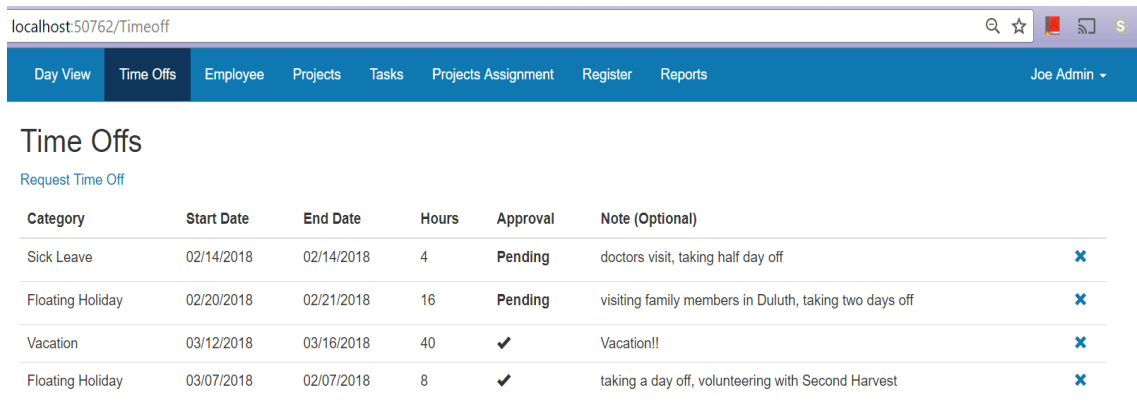 localhost:50762/Timeoff
S
Day View Time Offs Employee Projects Tasks Projects Assignment Register Reports Joe Admin
Time Offs
Request Time Off
Category Start Date End Date Hours Approval Note (Optional)
Sick Leave 02/14/2018 02/14/2018 4 Pending doctors visit, taking half day off
Floating Holiday 02/20/2018 02/21/2018 16 Pending visiting family members in Duluth, taking two days off
Vacation 03/12/2018 03/16/2018 40 ✔ Vacation!!
Floating Holiday 03/07/2018 02/07/2018 8 ✔ taking a day off, volunteering with Second Harvest